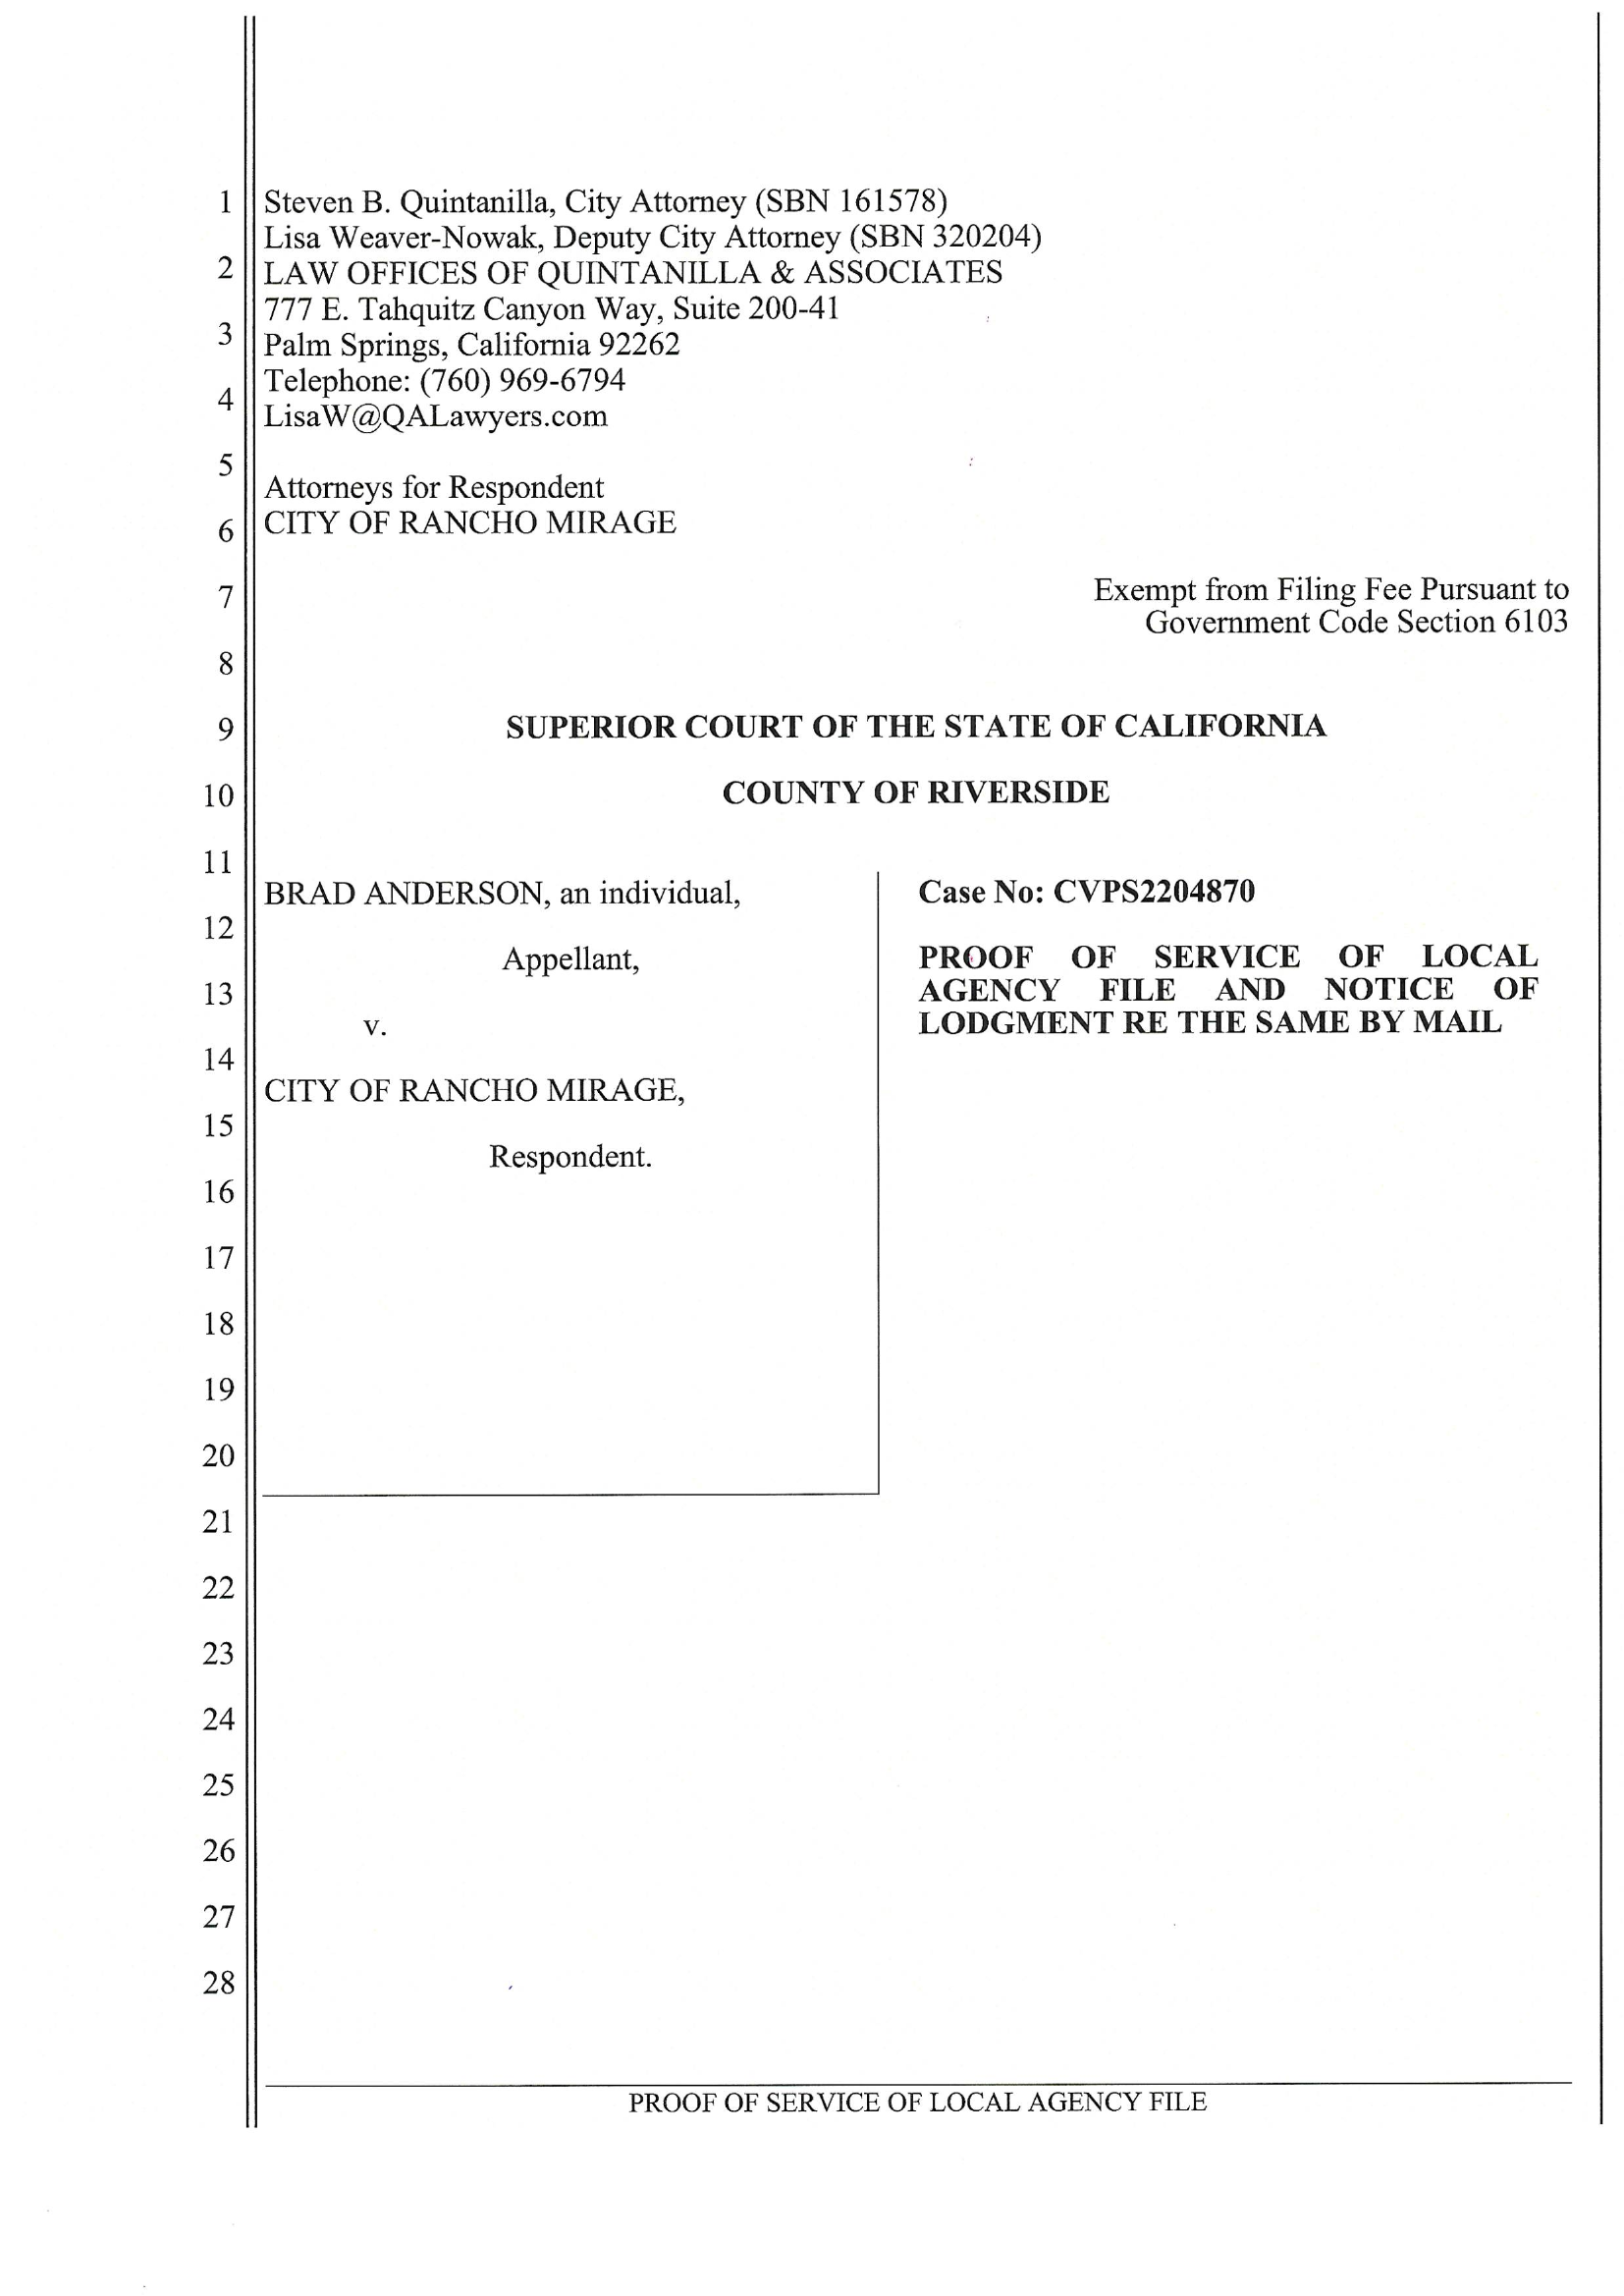 1
2
3
4
5
6
7
8
9
10
11
12
13
14
15
16
17
18
19
20
21
22
23
24
25
26
27
28
Steven B. Quintanilla, City Attorney (SBN 161578)
Lisa Weaver-Nowak, Deputy City Attorney (SBN 320204)
LAW OFFICES OF QUINTANILLA & ASSOCIATES
777 E. Tahquitz Canyon Way, Suite 200-41
Palm Springs, California 92262
Telephone: (760) 969-6794
LisaW@QALawyers.com
Attorneys for Respondent
CITY OF RANCHO MIRAGE
Exempt from Filing Fee Pursuant to
Government Code Section 6103
SUPERIOR COURT OF THE STATE OF CALIFORNIA
COUNTY OF RIVERSIDE
BRAD ANDERSON, an individual,
Appellant,
v.
CITY OF RANCHO MIRAGE,
Respondent.
Case No: CVPS2204870
PROOF OF SERVICE OF LOCAL
AGENCY FILE AND NOTICE OF
LODGMENT RE THE SAME BY MAIL
PROOF OF SERVICE OF LOCAL AGENCY FILE